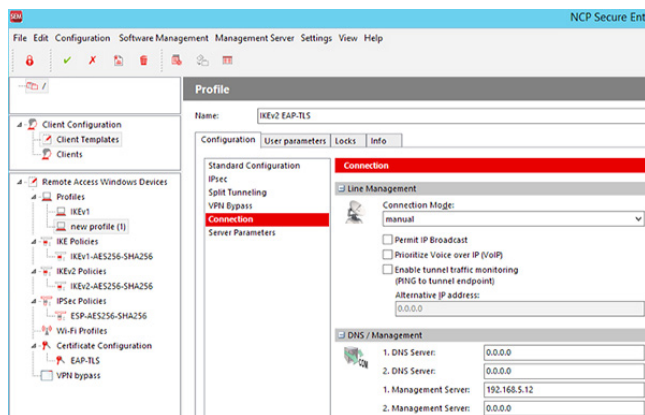 SEM
NCP Secure Ent
File Edit Configuration Software Management Management Server Settings View Help
/
Client Configuration
Client Templates
Clients
Remote Access Windows Devices
Profiles
IKEv1
new profile (1)
IKE Policies
IKEv1-AES256-SHA256
IKEv2 Policies
IKEv2-AES256-SHA256
IPSec Policies
ESP-AES256-SHA256
Wi-Fi Profiles
Certificate Configuration
EAP-TLS
VPN bypass
Profile
Name: IKEv2 EAP-TLS
Configuration User parameters Locks Info
Standard Configuration
IPsec
Split Tunneling
VPN Bypass
Connection
Server Parameters
Connection
Line Management
Connection Mode:
manual
Permit IP Broadcast
Prioritize Voice over IP (VoIP)
Enable tunnel traffic monitoring
(PING to tunnel endpoint)
Alternative IP address:
0.0.0.0
DNS / Management
1. DNS Server: 0.0.0.0
2. DNS Server: 0.0.0.0
1. Management Server: 192.168.5.12
2. Management Server: 0.0.0.0